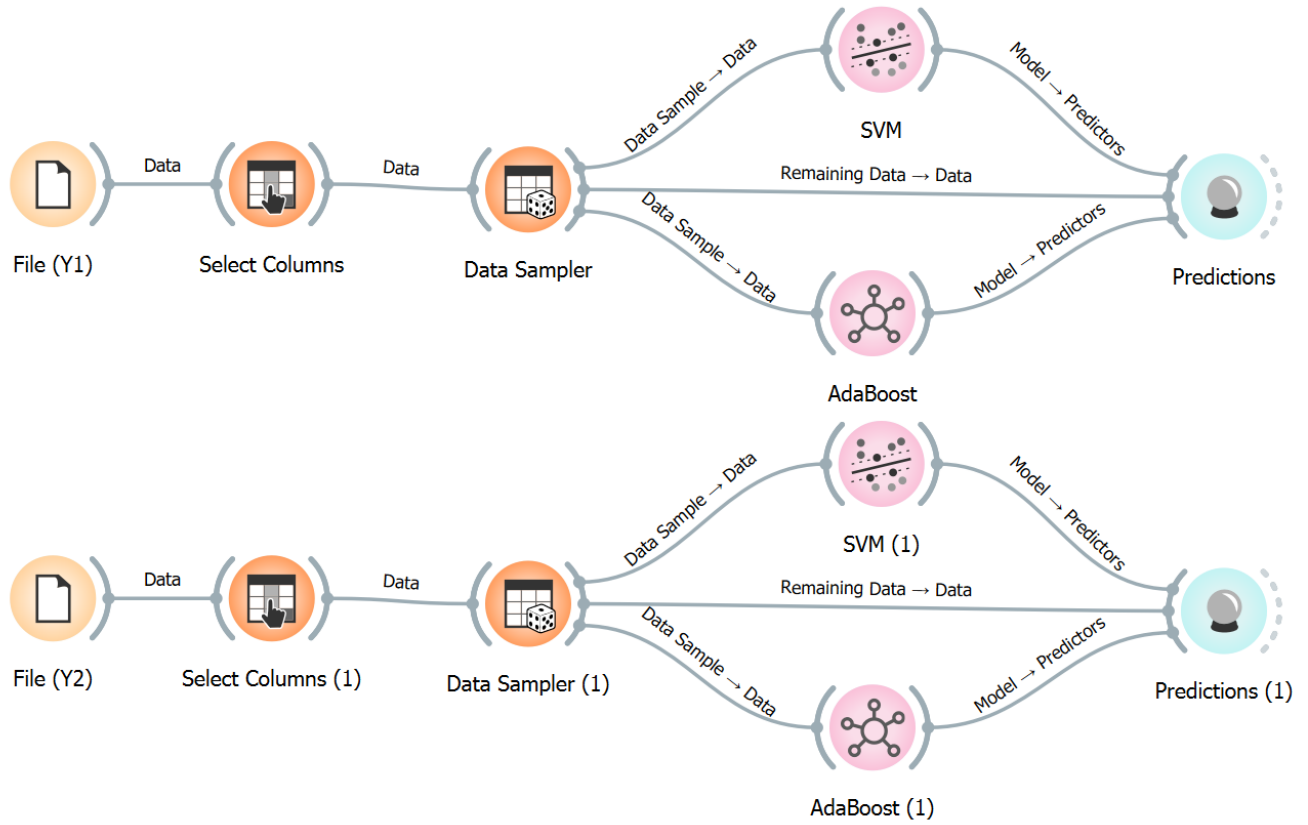 Data Sample → Data
Model → Predictors
SVM
Data
Data
Remaining Data → Data
File (Y1)
Select Columns
Data Sampler
Data Sample → Data
Model → Predictors
Predictions
AdaBoost
Data Sample → Data
Model → Predictors
SVM (1)
Data
Data
Remaining Data → Data
File (Y2)
Select Columns (1)
Data Sampler (1)
Data Sample → Data
Model → Predictors
Predictions (1)
AdaBoost (1)